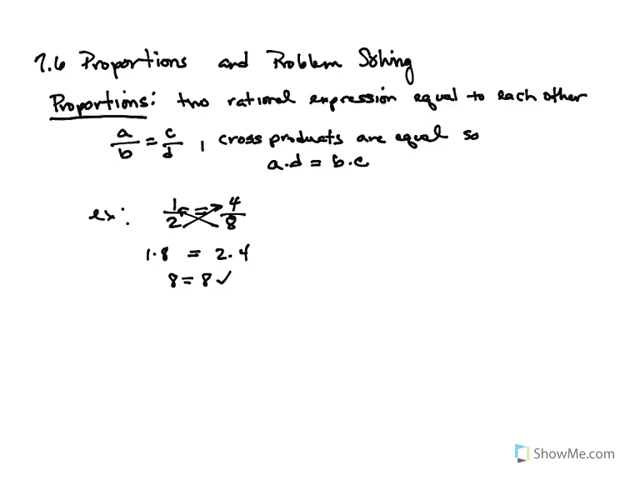 7.6 Proportions and Problem Solving
Proportions: two rational expression equal to each other
a/b = c/d , cross products are equal so
a·d = b·c
ex: 1/2 = 4/8
1·8 = 2·4
8 = 8 ✓
ShowMe.com